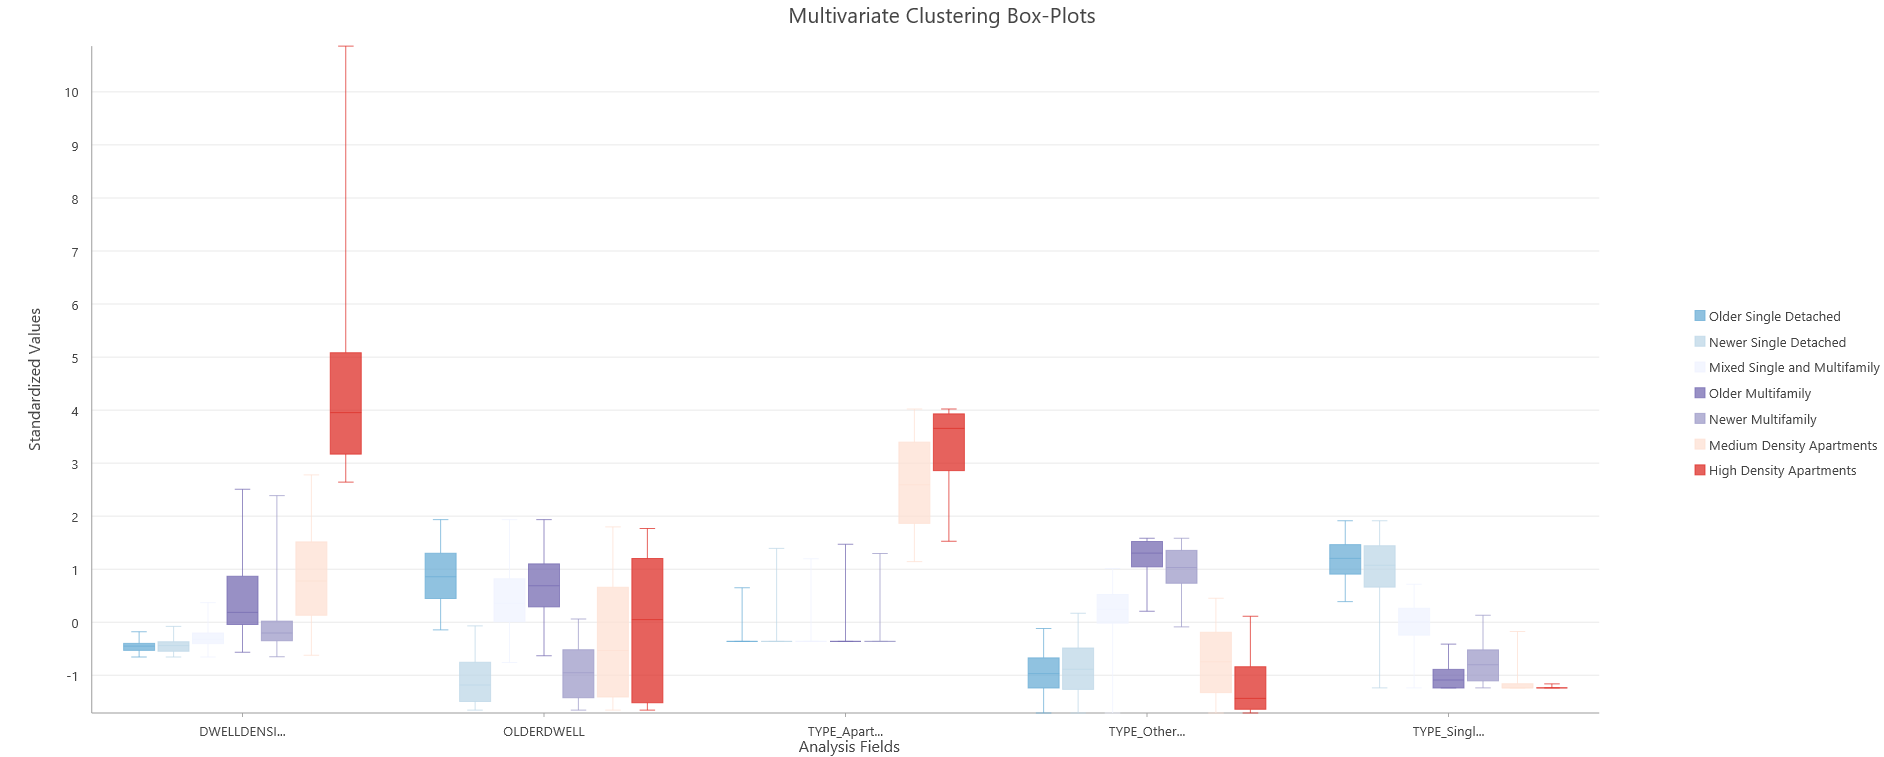 Multivariate Clustering Box-Plots
Standardized Values
10
9
8
7
6
5
4
3
2
1
0
-1
DWELLDENSI...
OLDERDWELL
TYPE_Apart...
TYPE_Other...
TYPE_Singl...
Analysis Fields
Older Single Detached
Newer Single Detached
Mixed Single and Multifamily
Older Multifamily
Newer Multifamily
Medium Density Apartments
High Density Apartments